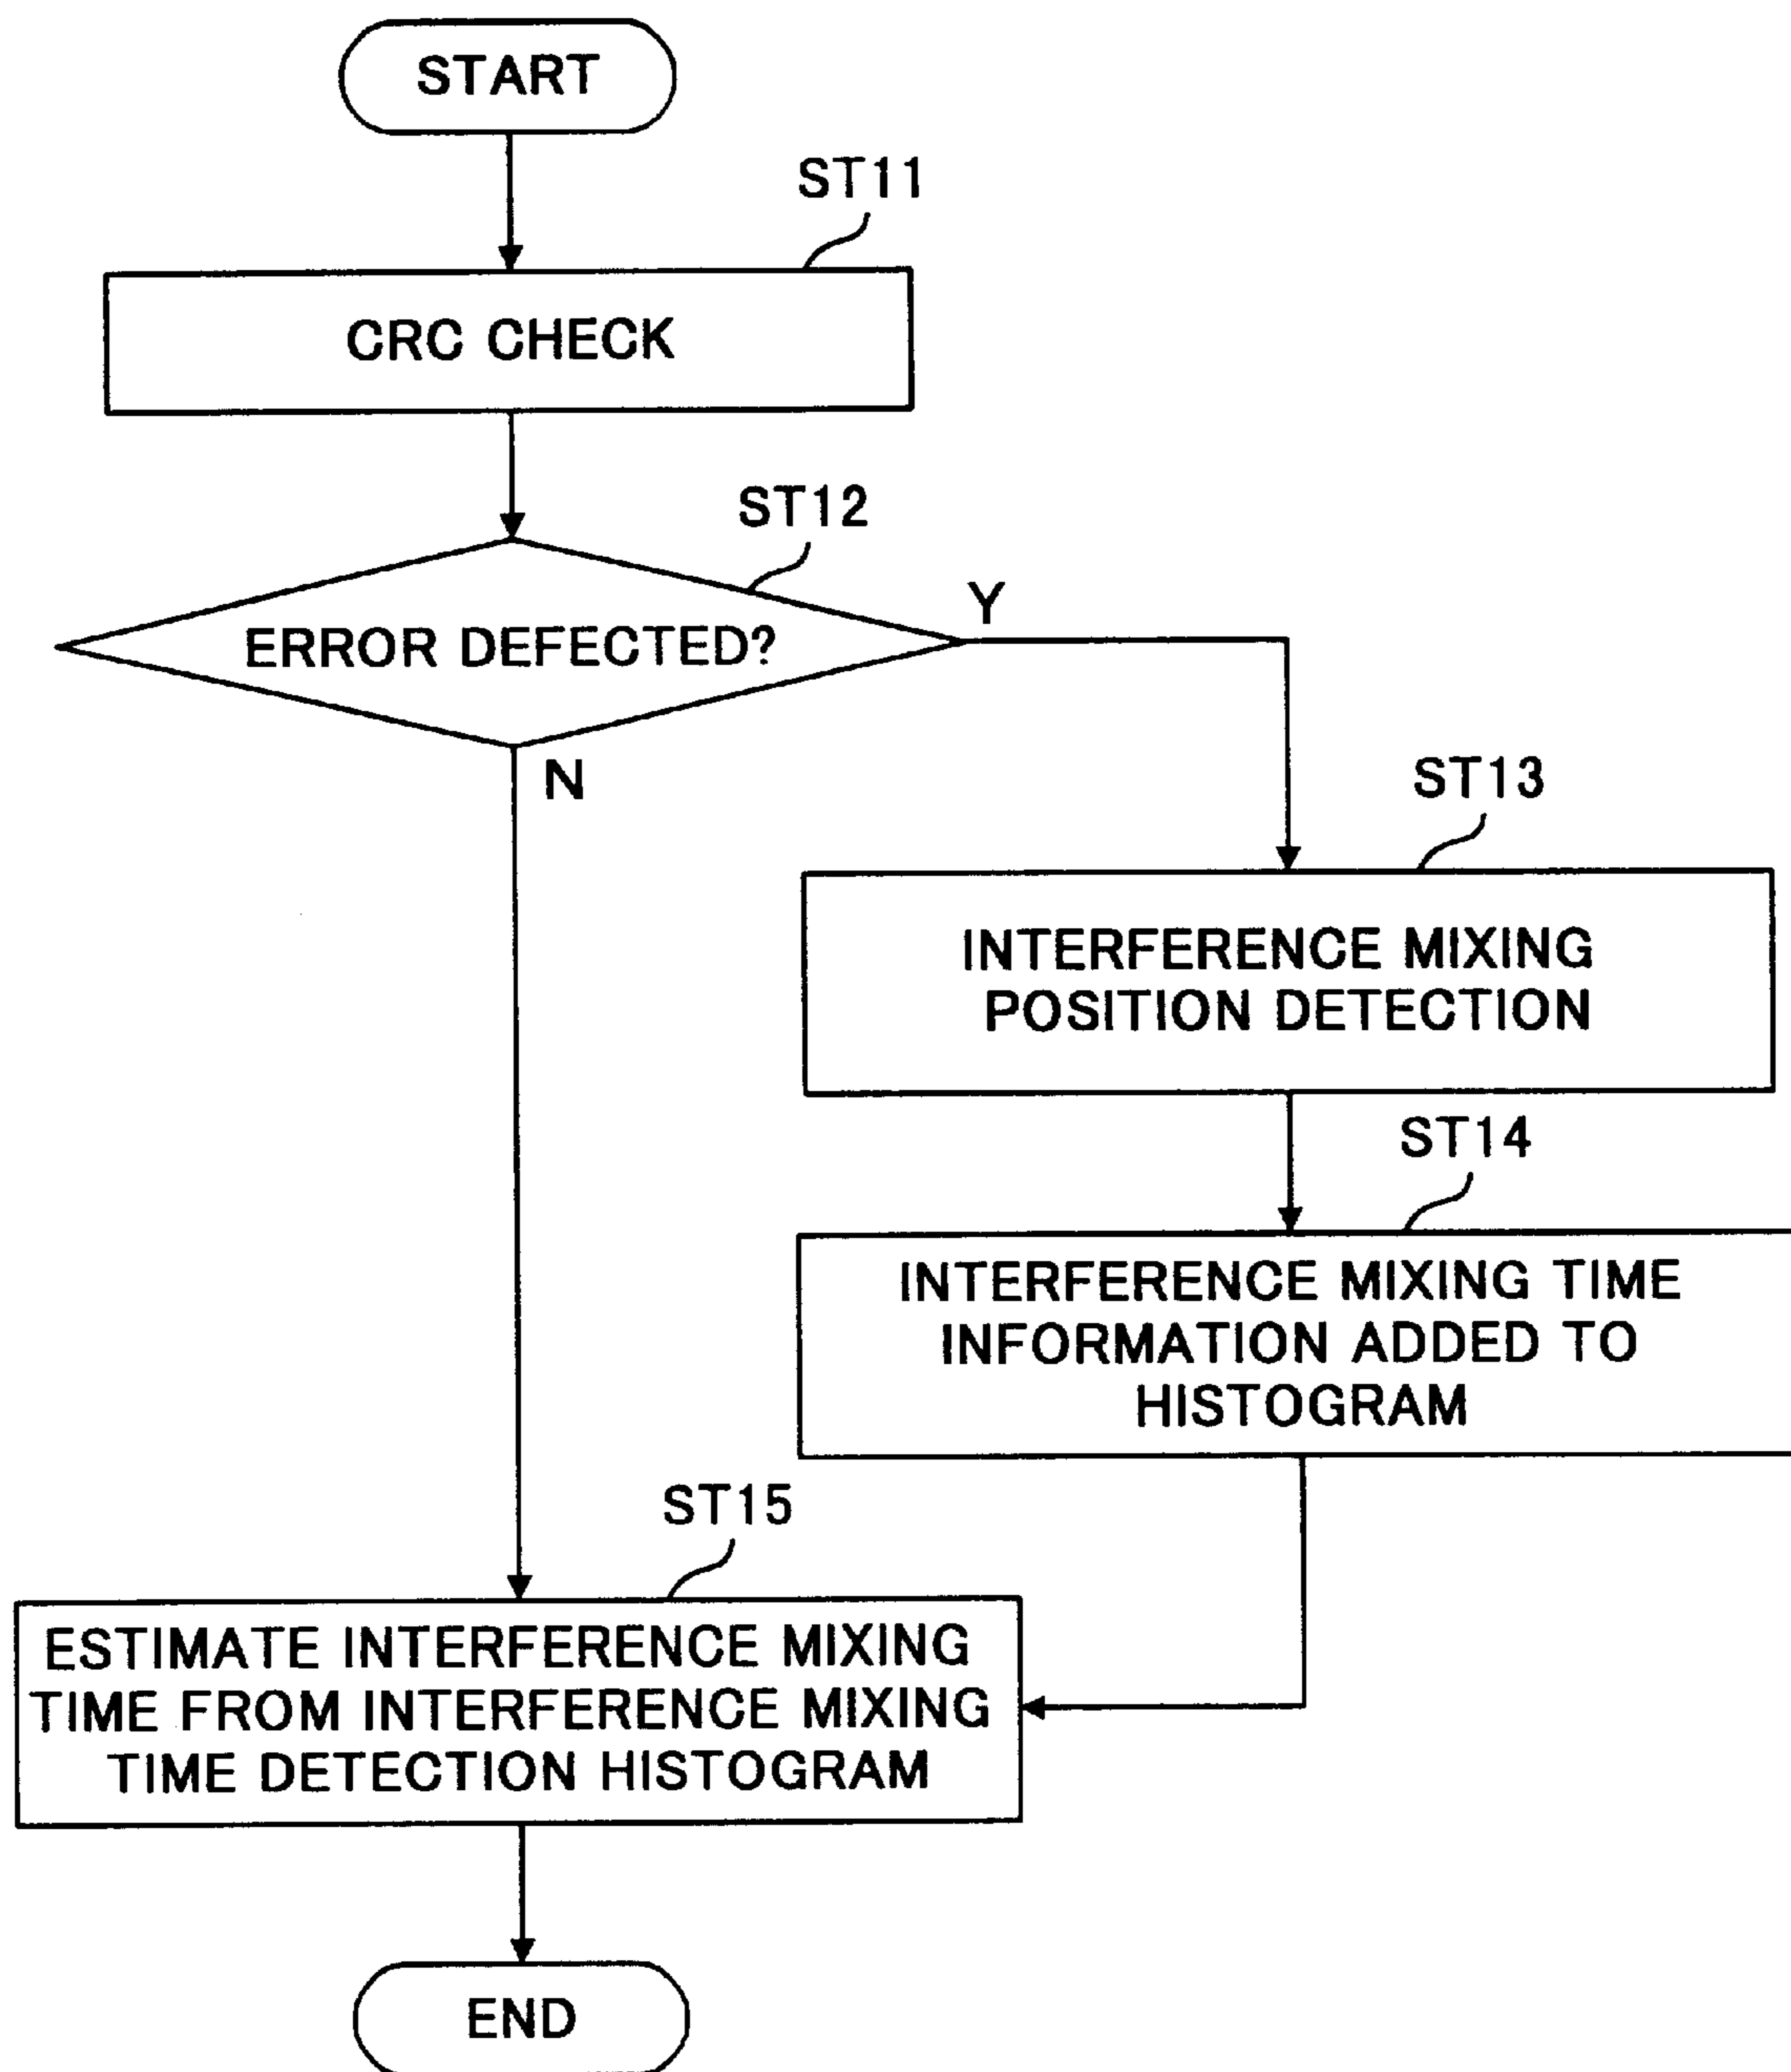 START
ST11
CRC CHECK
ST12
ERROR DEFECTED?
Y
N
ST13
INTERFERENCE MIXING
POSITION DETECTION
ST14
INTERFERENCE MIXING TIME
INFORMATION ADDED TO
HISTOGRAM
ST15
ESTIMATE INTERFERENCE MIXING
TIME FROM INTERFERENCE MIXING
TIME DETECTION HISTOGRAM
END